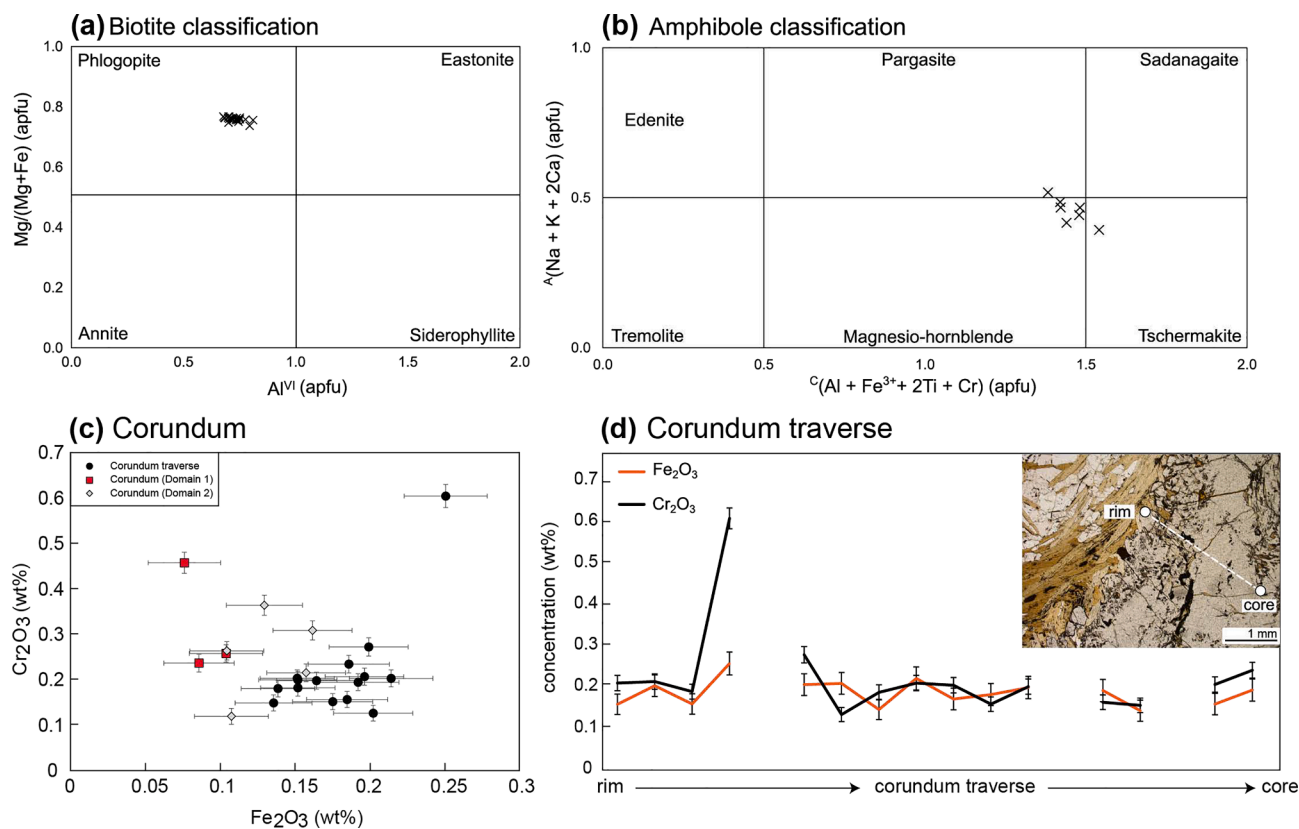 (a) Biotite classification
1.0
0.8
0.6
0.4
0.2
0.0
Mg/(Mg+Fe) (apfu)
Phlogopite
Eastonite
Annite
Siderophyllite
0.0
0.5
1.0
1.5
2.0
Alⱽᴵ (apfu)
(b) Amphibole classification
1.0
0.5
0.0
ᴬ(Na + K + 2Ca) (apfu)
Pargasite
Sadanagaite
Edenite
Tremolite
Magnesio-hornblende
Tschermakite
0.0
0.5
1.0
1.5
2.0
ᶜ(Al + Fe³⁺+ 2Ti + Cr) (apfu)
(c) Corundum
0.7
0.6
0.5
0.4
0.3
0.2
0.1
0
Cr₂O₃ (wt%)
Corundum traverse
Corundum (Domain 1)
Corundum (Domain 2)
0
0.05
0.1
0.15
0.2
0.25
0.3
Fe₂O₃ (wt%)
(d) Corundum traverse
0.7
0.6
0.5
0.4
0.3
0.2
0.1
0
concentration (wt%)
Fe₂O₃
Cr₂O₃
rim
core
1 mm
rim
corundum traverse
core